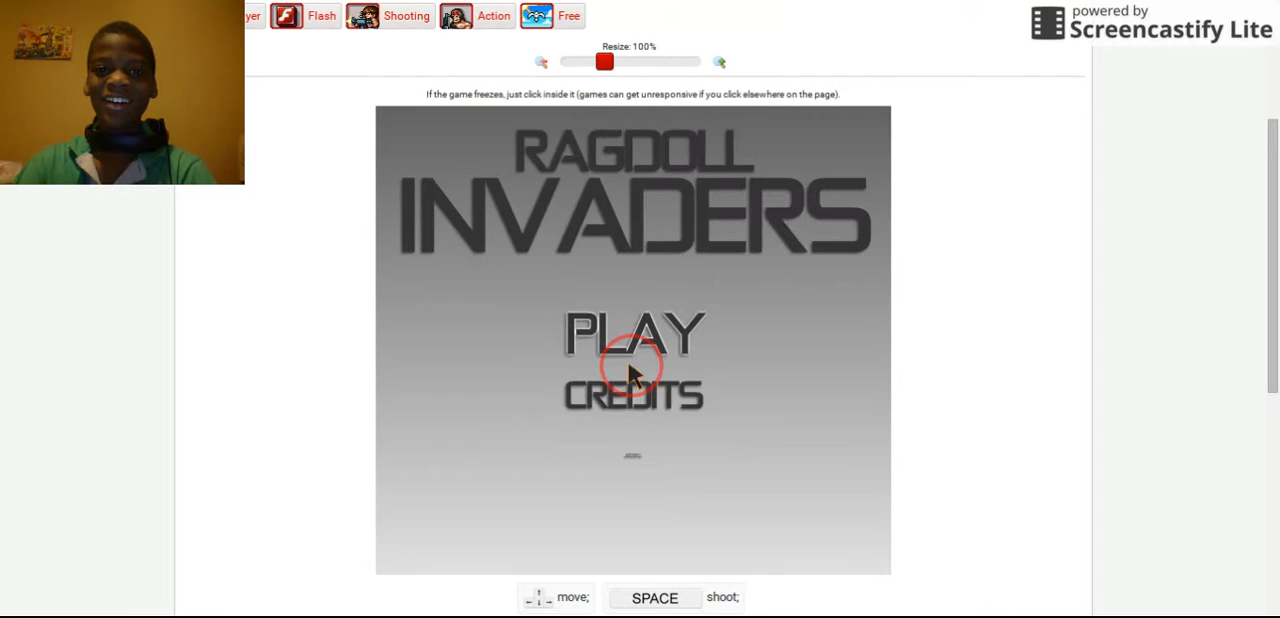 yer Flash Shooting Action Free
powered by
Screencastify Lite
Resize: 100%
If the game freezes, just click inside it (games can get unresponsive if you click elsewhere on the page).
RAGDOLL
INVADERS
PLAY
CREDITS
move; SPACE shoot;